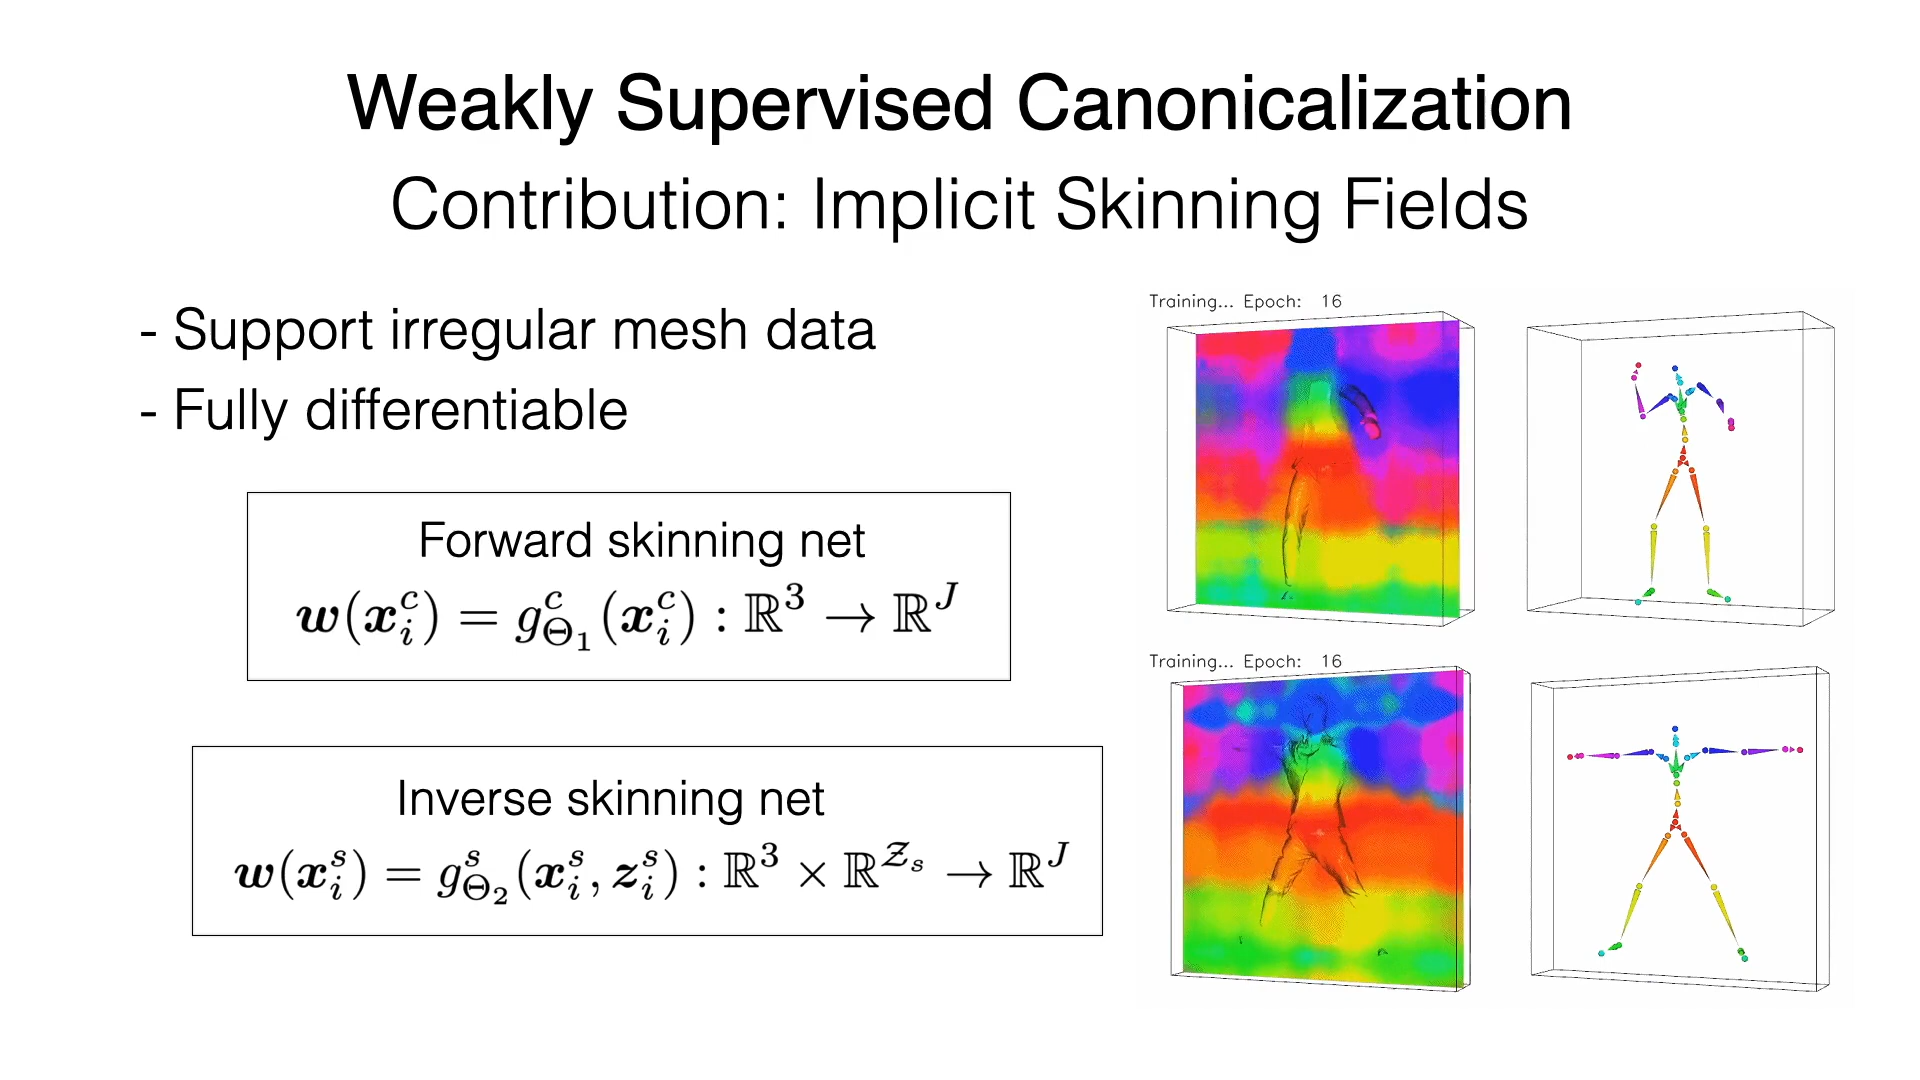 Weakly Supervised Canonicalization
Contribution: Implicit Skinning Fields
- Support irregular mesh data
- Fully differentiable
Forward skinning net
$\boldsymbol{w}(\boldsymbol{x}_i^c) = g_{\Theta_1}^c(\boldsymbol{x}_i^c) : \mathbb{R}^3 \to \mathbb{R}^J$
Inverse skinning net
$\boldsymbol{w}(\boldsymbol{x}_i^s) = g_{\Theta_2}^s(\boldsymbol{x}_i^s, \boldsymbol{z}_i^s) : \mathbb{R}^3 \times \mathbb{R}^{\mathcal{Z}_s} \to \mathbb{R}^J$
Training... Epoch: 16
Training... Epoch: 16